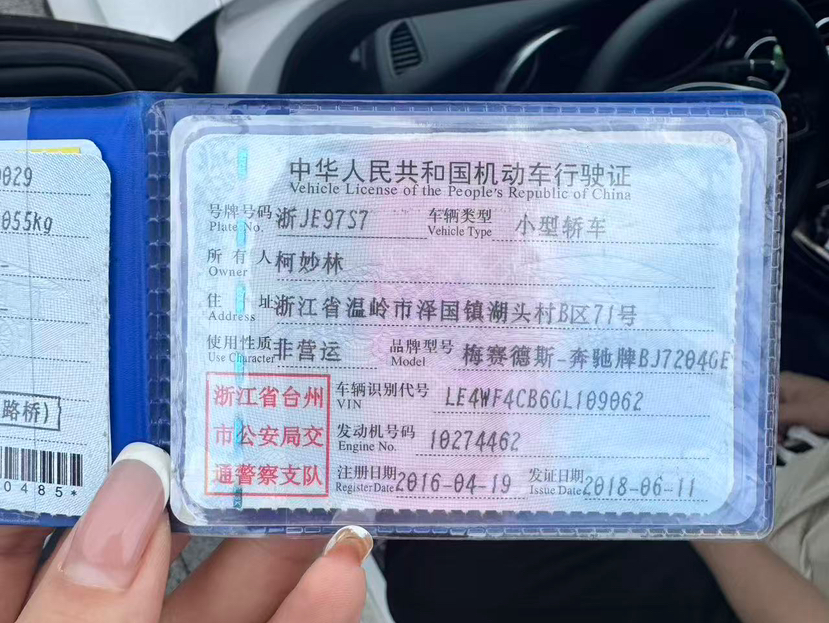 029
055kg
路桥)
0485*
中华人民共和国机动车行驶证
Vehicle License of the People's Republic of China
号牌号码 浙JE97S7 车辆类型 小型轿车
Plate No. Vehicle Type
所有人 柯妙林
Owner
住址 浙江省温岭市泽国镇湖头村B区71号
Address
使用性质 非营运 品牌型号 梅赛德斯-奔驰牌BJ7204GE
Use Character Model
浙江省台州
市公安局交
通警察支队
车辆识别代号 LE4WF4CB6GL109062
VIN
发动机号码 10274462
Engine No.
注册日期 2016-04-19 发证日期 2018-06-11
Register Date Issue Date